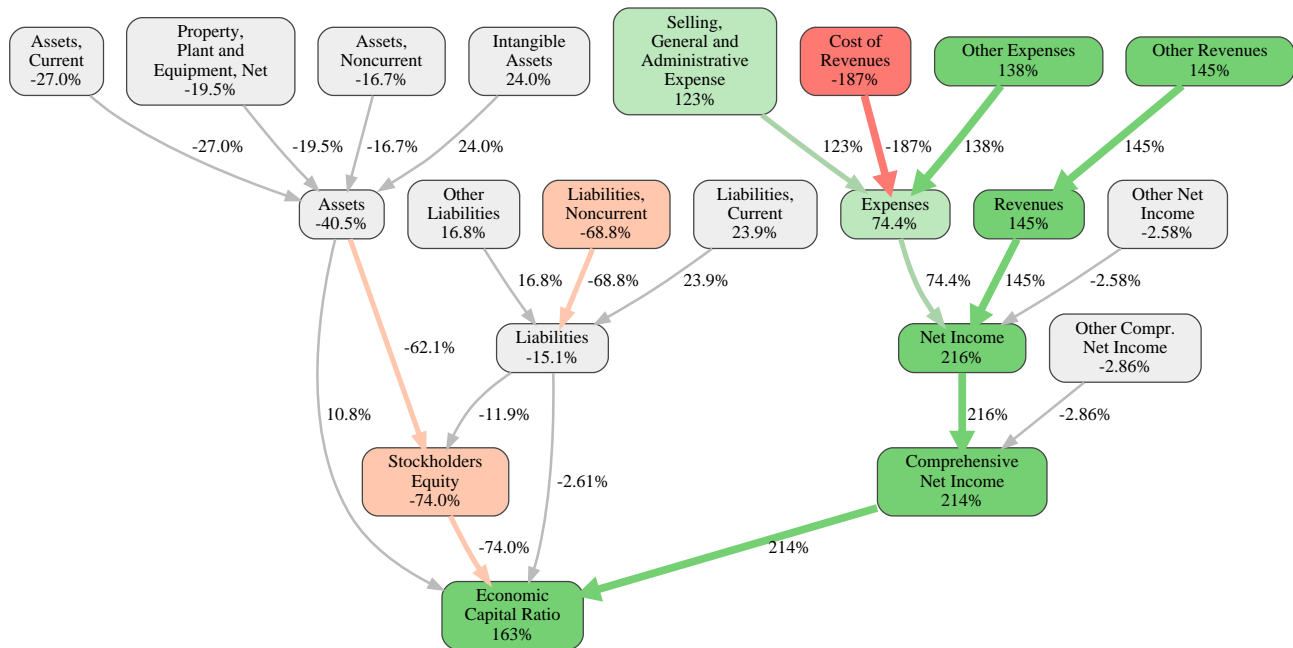 Assets,
Current
-27.0%
Property,
Plant and
Equipment, Net
-19.5%
Assets,
Noncurrent
-16.7%
Intangible
Assets
24.0%
Selling,
General and
Administrative
Expense
123%
Cost of
Revenues
-187%
Other Expenses
138%
Other Revenues
145%
-27.0%
-19.5%
-16.7%
24.0%
123%
-187%
138%
145%
Assets
-40.5%
Other
Liabilities
16.8%
Liabilities,
Noncurrent
-68.8%
Liabilities,
Current
23.9%
Expenses
74.4%
Revenues
145%
Other Net
Income
-2.58%
16.8%
-68.8%
23.9%
74.4%
145%
-2.58%
-62.1%
Liabilities
-15.1%
Net Income
216%
Other Compr.
Net Income
-2.86%
10.8%
-11.9%
-2.61%
216%
-2.86%
Stockholders
Equity
-74.0%
Comprehensive
Net Income
214%
-74.0%
214%
Economic
Capital Ratio
163%